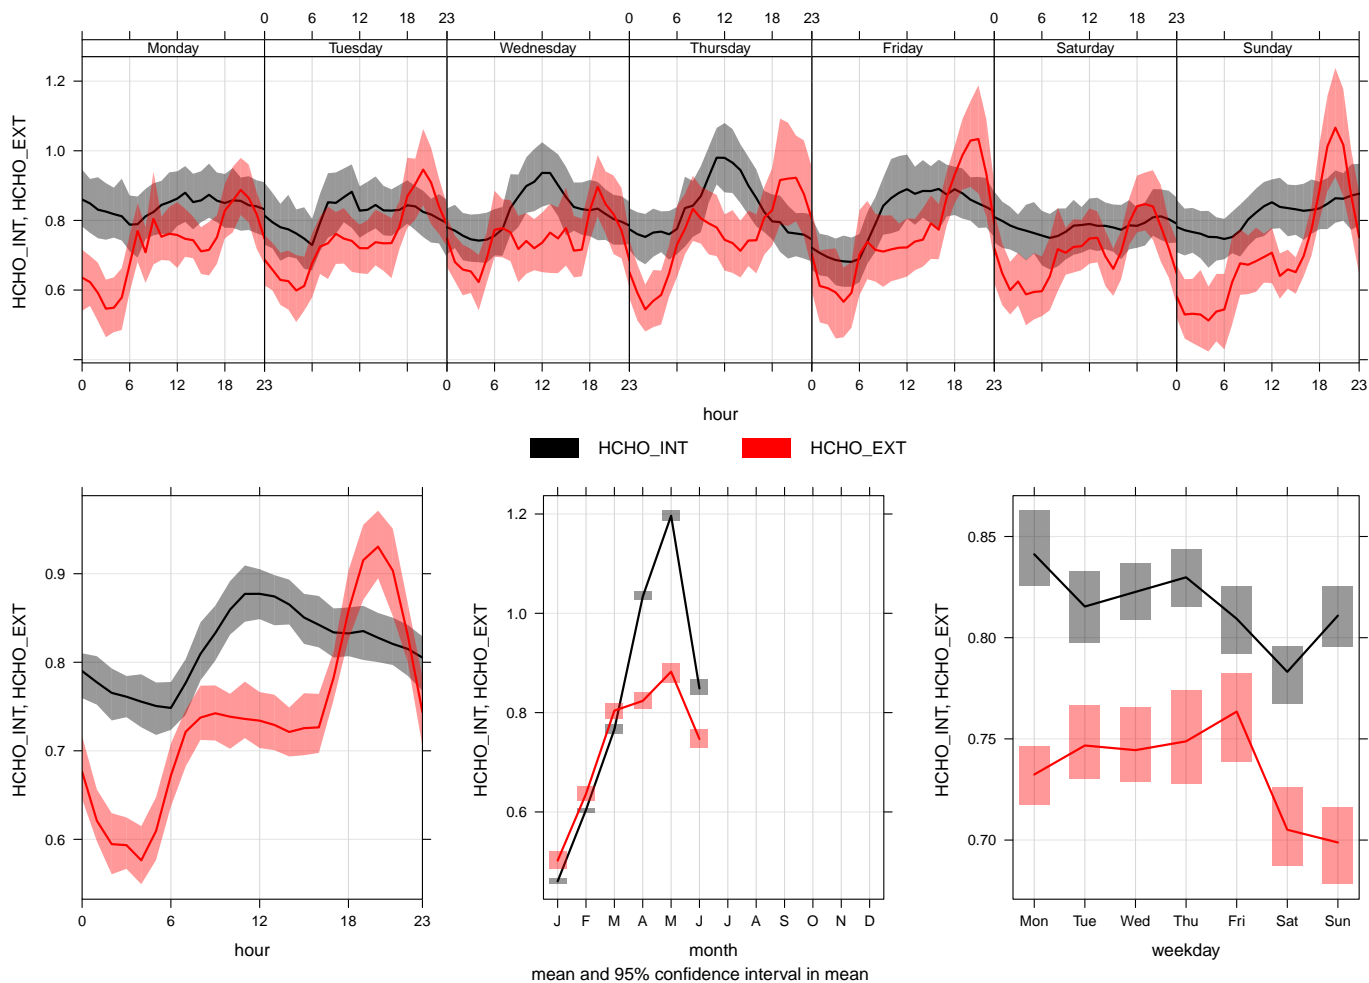 0 6 12 18 23 0 6 12 18 23 0 6 12 18 23
Monday Tuesday Wednesday Thursday Friday Saturday Sunday
HCHO_INT, HCHO_EXT
1.2
1.0
0.8
0.6
0 6 12 18 23 0 6 12 18 23 0 6 12 18 23 0 6 12 18 23
hour
HCHO_INT HCHO_EXT
HCHO_INT, HCHO_EXT
0.9
0.8
0.7
0.6
0 6 12 18 23
hour
HCHO_INT, HCHO_EXT
1.2
1.0
0.8
0.6
J F M A M J J A S O N D
month
HCHO_INT, HCHO_EXT
0.85
0.80
0.75
0.70
Mon Tue Wed Thu Fri Sat Sun
weekday
mean and 95% confidence interval in mean